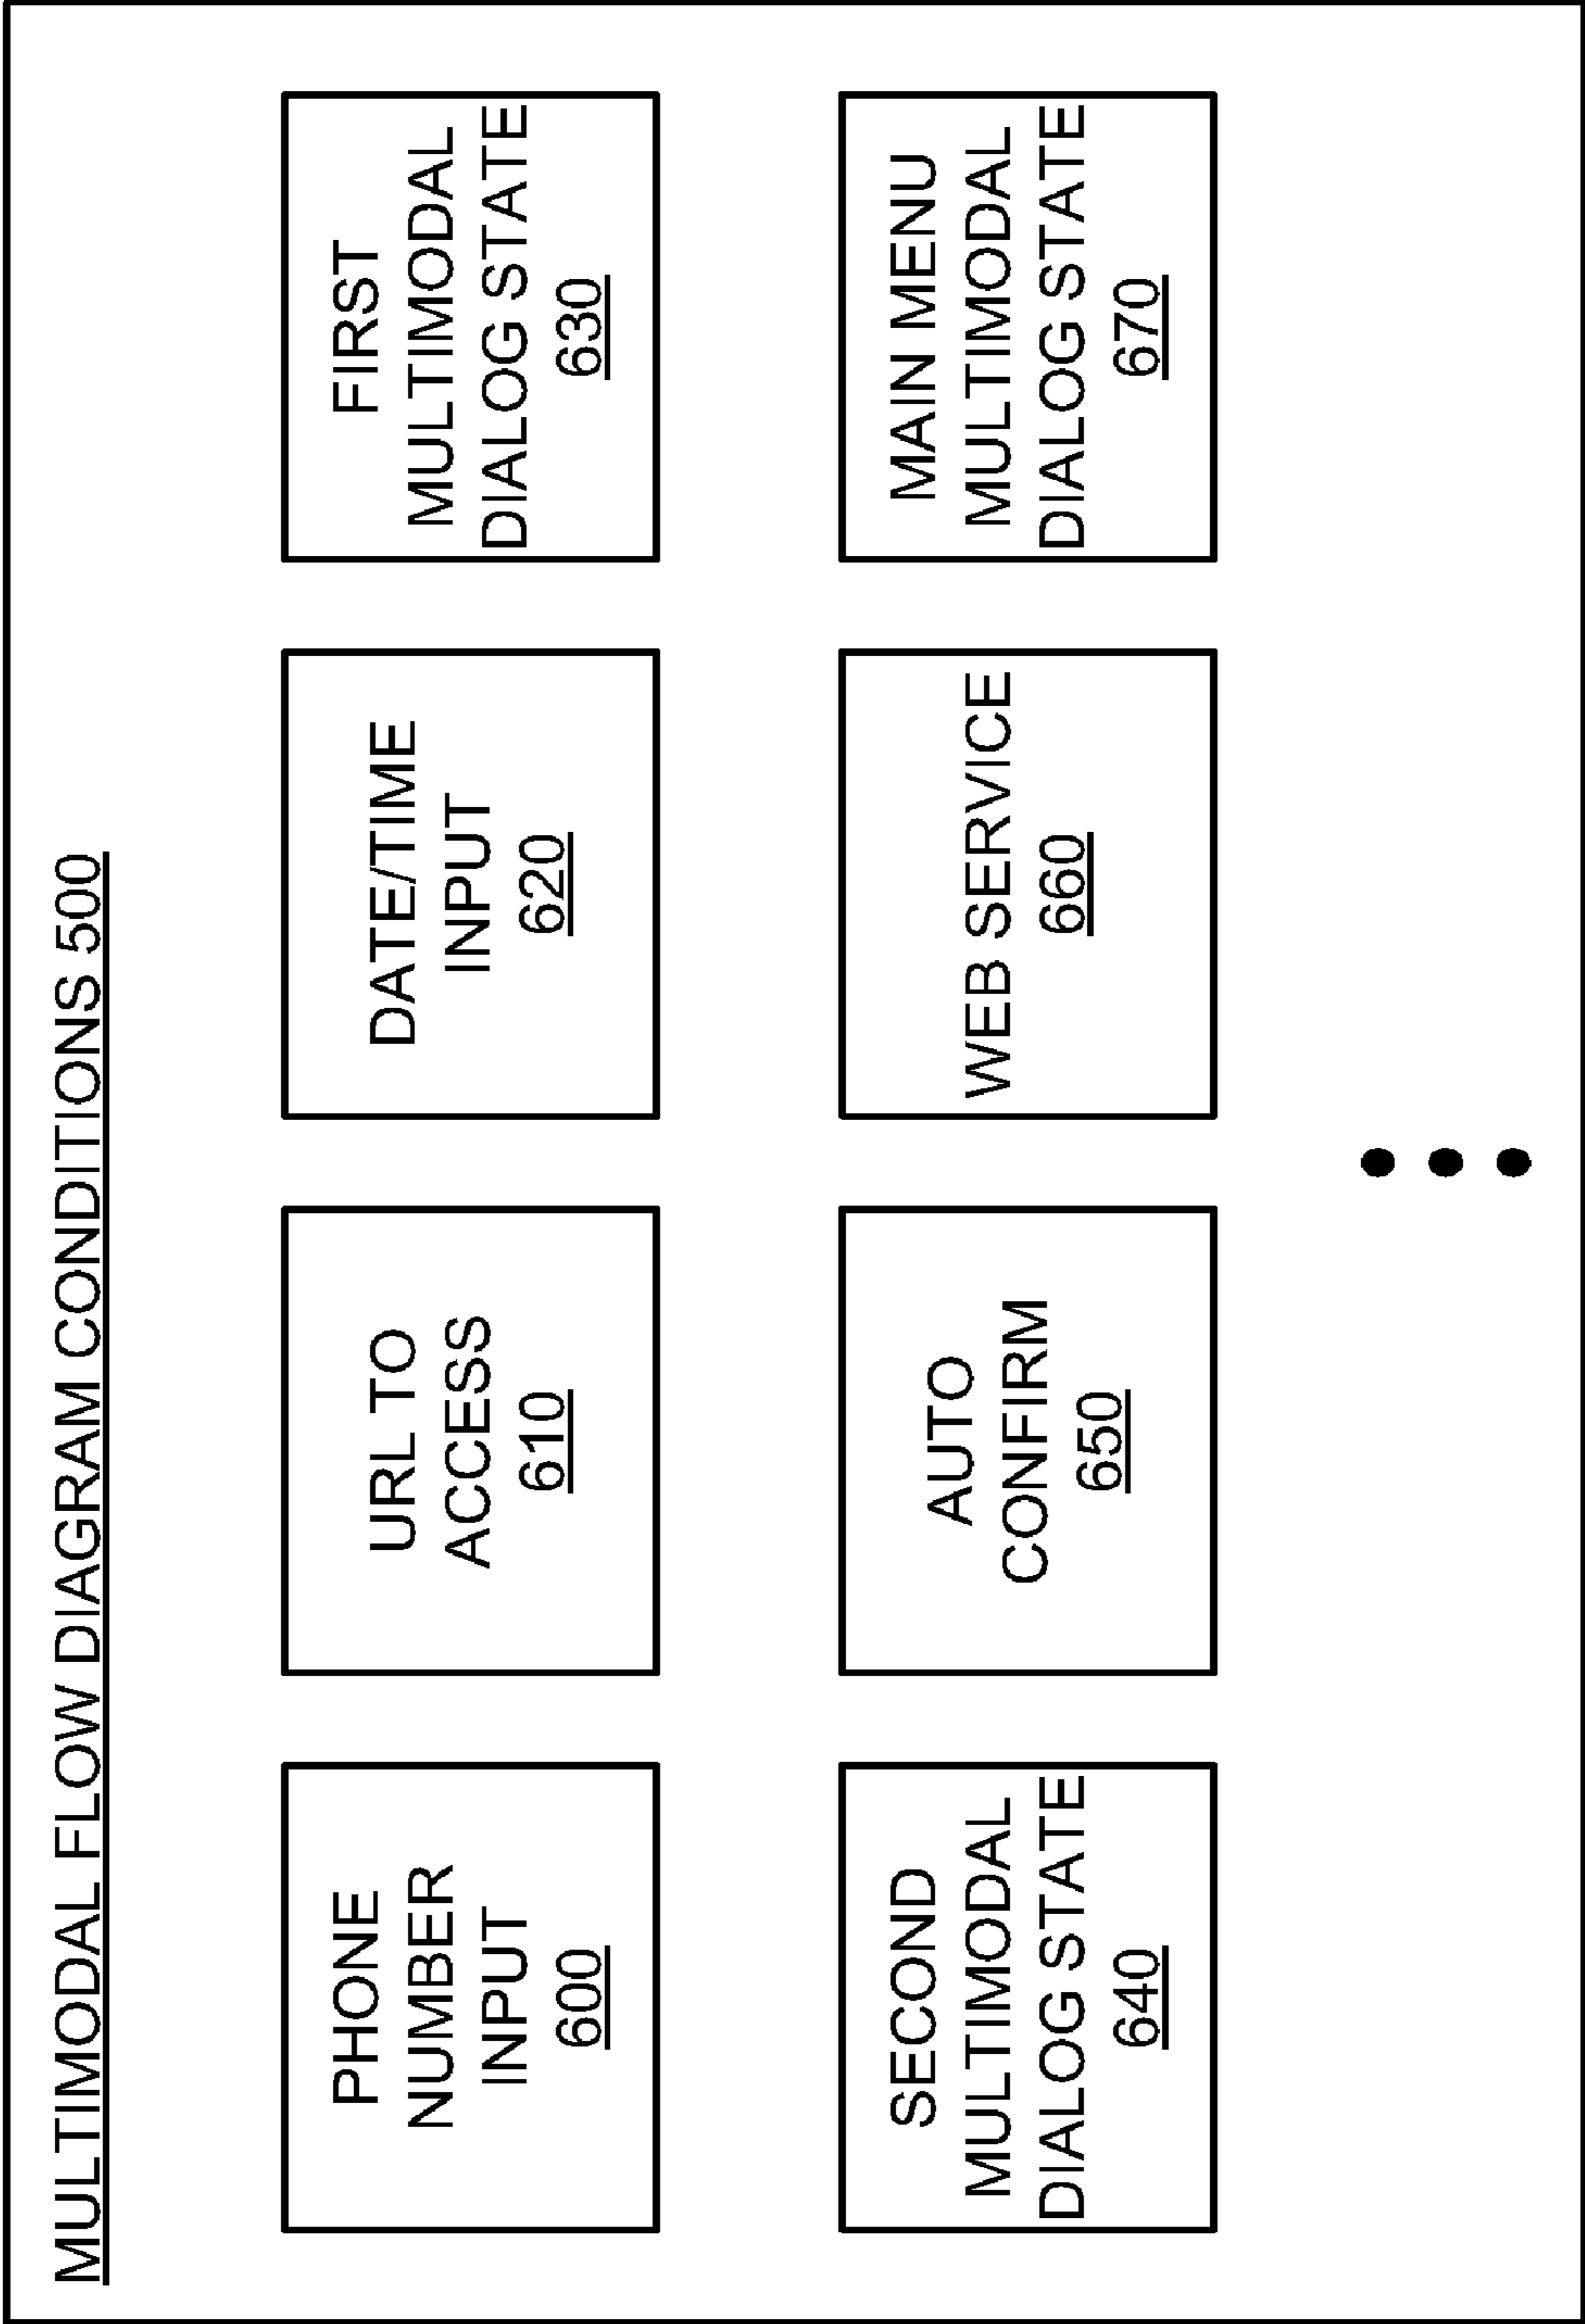 MULTIMODAL FLOW DIAGRAM CONDITIONS 500
PHONE
NUMBER
INPUT
600
URL TO
ACCESS
610
DATE/TIME
INPUT
620
FIRST
MULTIMODAL
DIALOG STATE
630
SECOND
MULTIMODAL
DIALOG STATE
640
AUTO
CONFIRM
650
WEB SERVICE
660
MAIN MENU
MULTIMODAL
DIALOG STATE
670